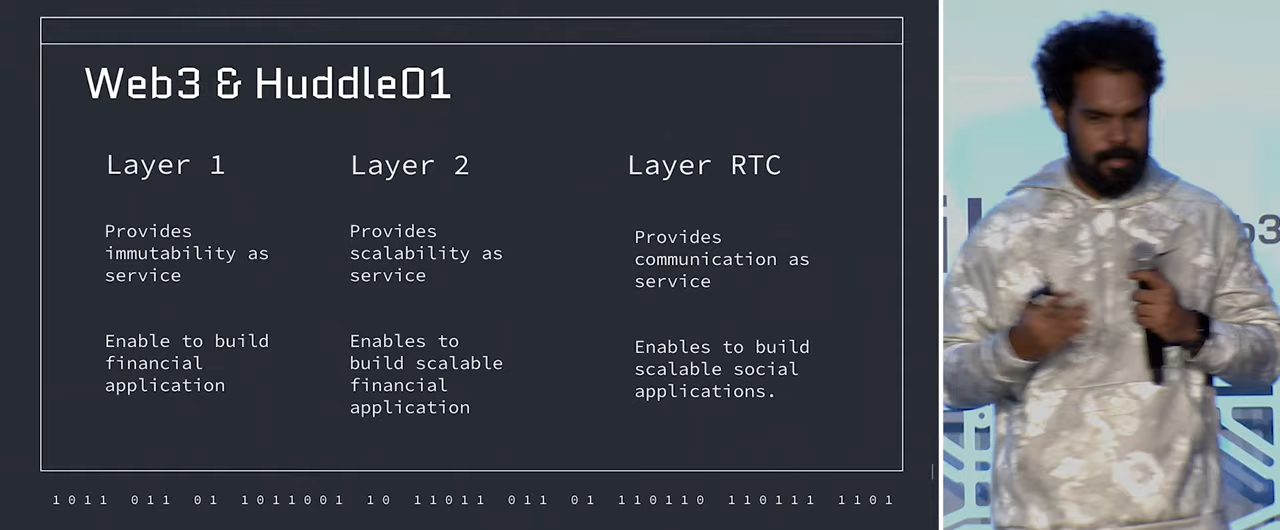 Web3 & Huddle01
Layer 1
Provides
immutability as
service
Enable to build
financial
application
Layer 2
Provides
scalability as
service
Enables to
build scalable
financial
application
Layer RTC
Provides
communication as
service
Enables to build
scalable social
applications.
1011 011 01 1011001 10 11011 011 01 110110 110111 1101